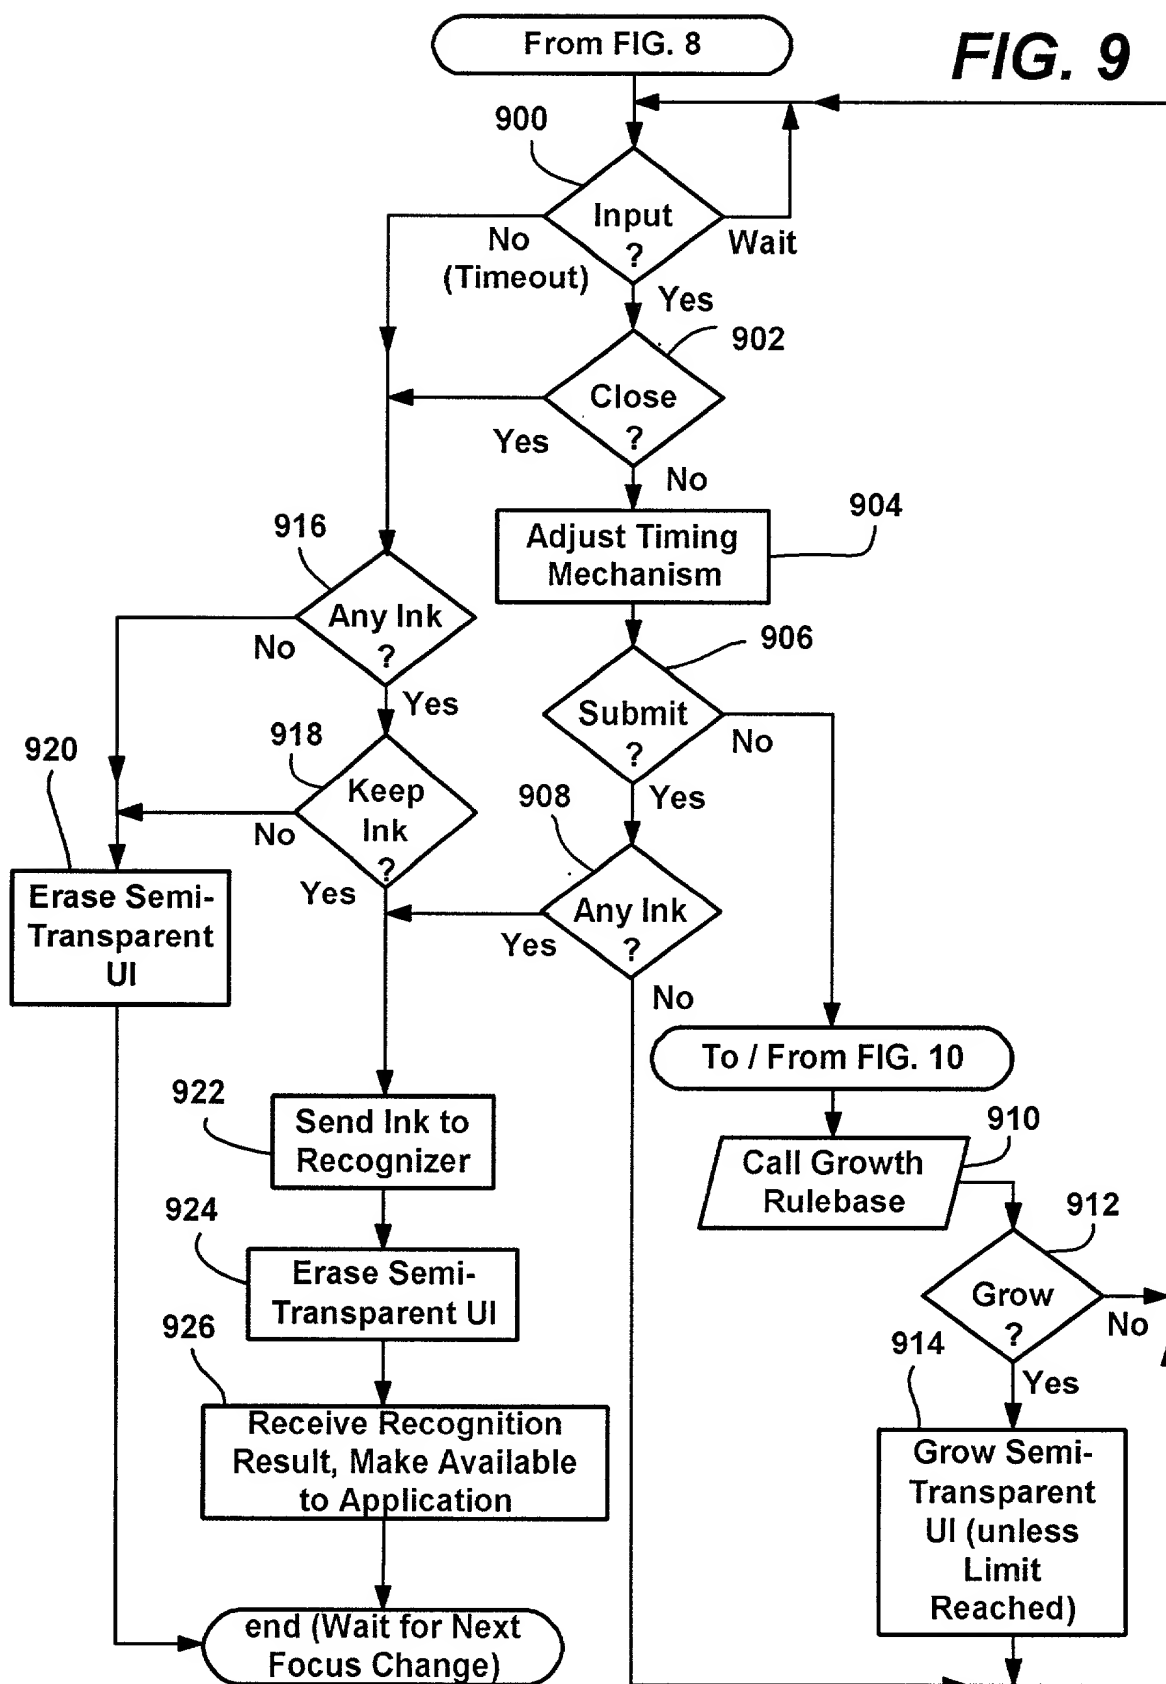 From FIG. 8
FIG. 9
900
Input
?
No
(Timeout)
Wait
Yes
902
Close
?
Yes
No
904
Adjust Timing
Mechanism
916
Any Ink
?
No
Yes
906
Submit
?
No
Yes
918
Keep
Ink
?
No
Yes
920
Erase Semi-
Transparent
UI
908
Any Ink
?
Yes
No
To / From FIG. 10
922
Send Ink to
Recognizer
910
Call Growth
Rulebase
912
Grow
?
No
Yes
924
Erase Semi-
Transparent UI
926
Receive Recognition
Result, Make Available
to Application
914
Grow Semi-
Transparent
UI (unless
Limit
Reached)
end (Wait for Next
Focus Change)